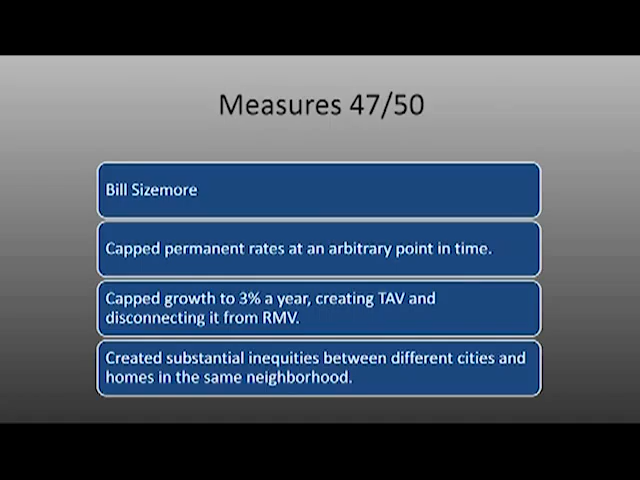 Measures 47/50
Bill Sizemore
Capped permanent rates at an arbitrary point in time.
Capped growth to 3% a year, creating TAV and
disconnecting it from RMV.
Created substantial inequities between different cities and
homes in the same neighborhood.